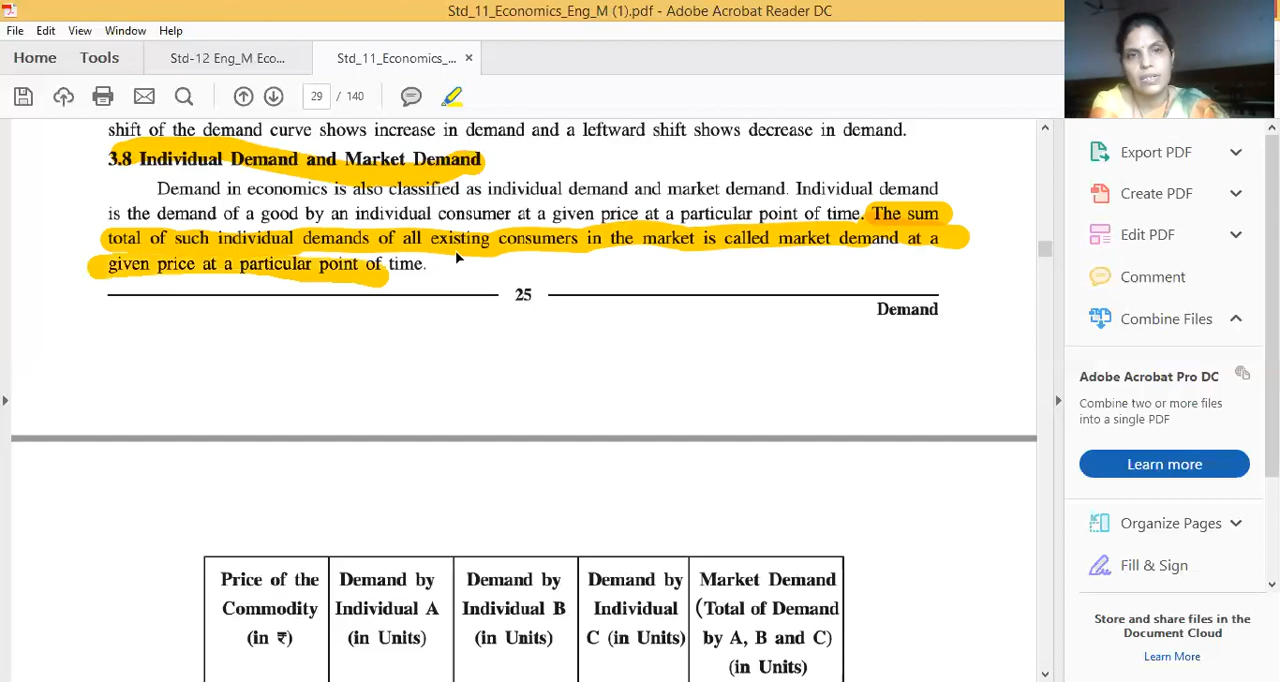 Std_11_Economics_Eng_M (1).pdf - Adobe Acrobat Reader DC
File Edit View Window Help
Home Tools Std-12 Eng_M Eco... Std_11_Economics_... ×
29 / 140
shift of the demand curve shows increase in demand and a leftward shift shows decrease in demand.
3.8 Individual Demand and Market Demand
Demand in economics is also classified as individual demand and market demand. Individual demand
is the demand of a good by an individual consumer at a given price at a particular point of time. The sum
total of such individual demands of all existing consumers in the market is called market demand at a
given price at a particular point of time.
25
Demand
Price of the
Commodity
(in ₹)
Demand by
Individual A
(in Units)
Demand by
Individual B
(in Units)
Demand by
Individual
C (in Units)
Market Demand
(Total of Demand
by A, B and C)
(in Units)
Export PDF
Create PDF
Edit PDF
Comment
Combine Files
Adobe Acrobat Pro DC
Combine two or more files
into a single PDF
Learn more
Organize Pages
Fill & Sign
Store and share files in the
Document Cloud
Learn More